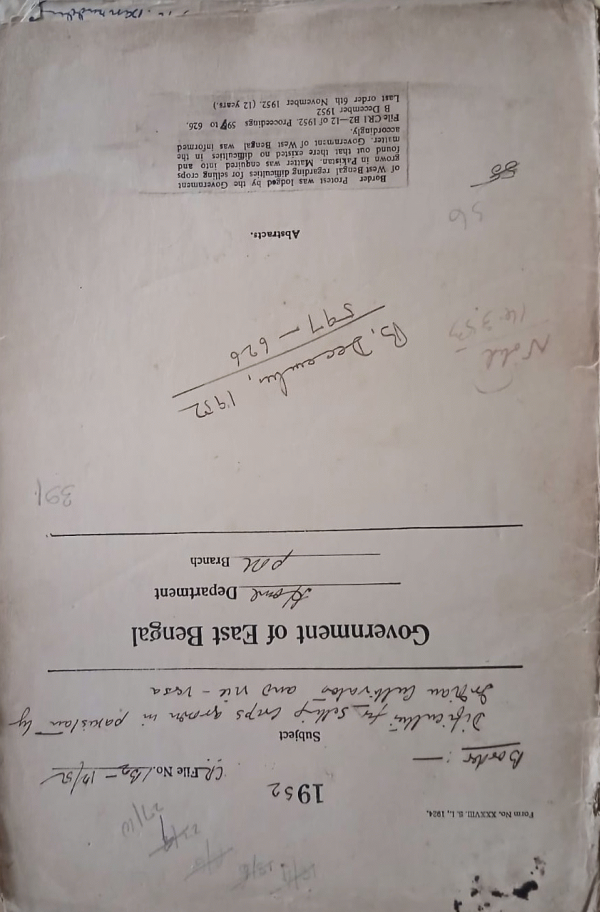 Form No. XXXVIII. S. I., 1924.
1952
CR. File No. 1B2 - 12/52
Border : —
Subject
Difficulties for selling crops grown in pakistan by
Indian Cultivators and vice-versa
Government of East Bengal
Home Department
poll Branch
391
B, December, 1952
597 - 626
Abstracts.
56
Border Protest was lodged by the Government
of West Bengal regarding difficulties for selling crops
grown in Pakistan. Matter was enquired into and
found out that there existed no difficulties in the
matter. Government of West Bengal was informed
accordingly.
File CR1 B2—12 of 1952. Proceedings 597 to 626.
B December 1952
Last order 6th November 1952. (12 years.)